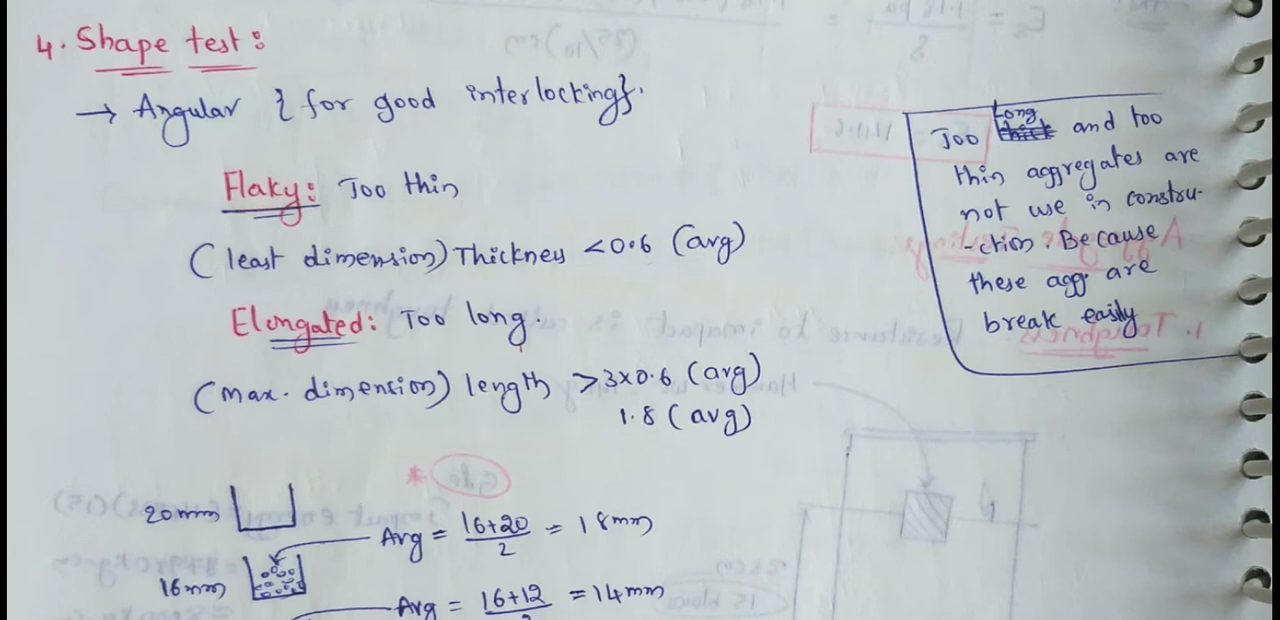 4. Shape test :
→ Angular { for good interlocking}.
Flaky : Too thin
( least dimension) Thickness < 0.6 (avg)
Elongated : Too long
(max. dimension) length > 3×0.6 (avg)
1.8 (avg)
Too Long and too
thin aggregates are
not use in constru-
-ction : Because
these agg. are
break easily
20mm
Avg = 16+20 / 2 = 18mm
16mm
Avg = 16+12 / 2 = 14mm